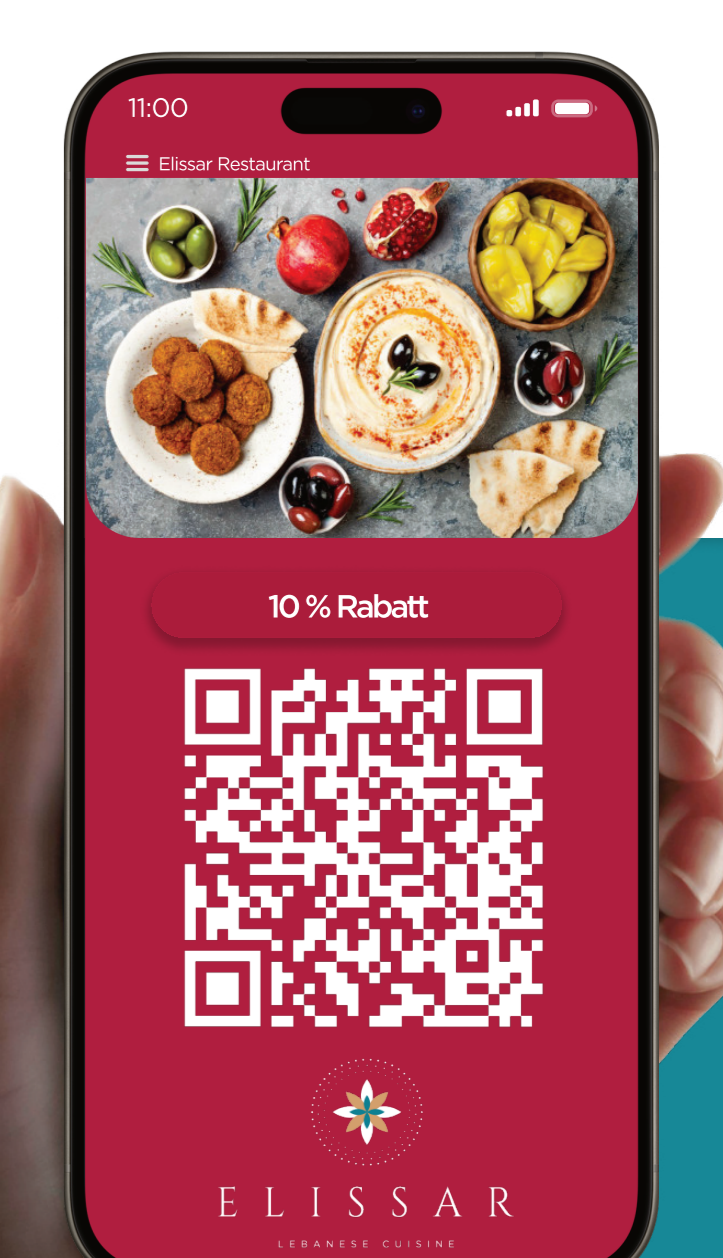 11:00
Elissar Restaurant
10 % Rabatt
ELISSAR
LEBANESE CUISINE